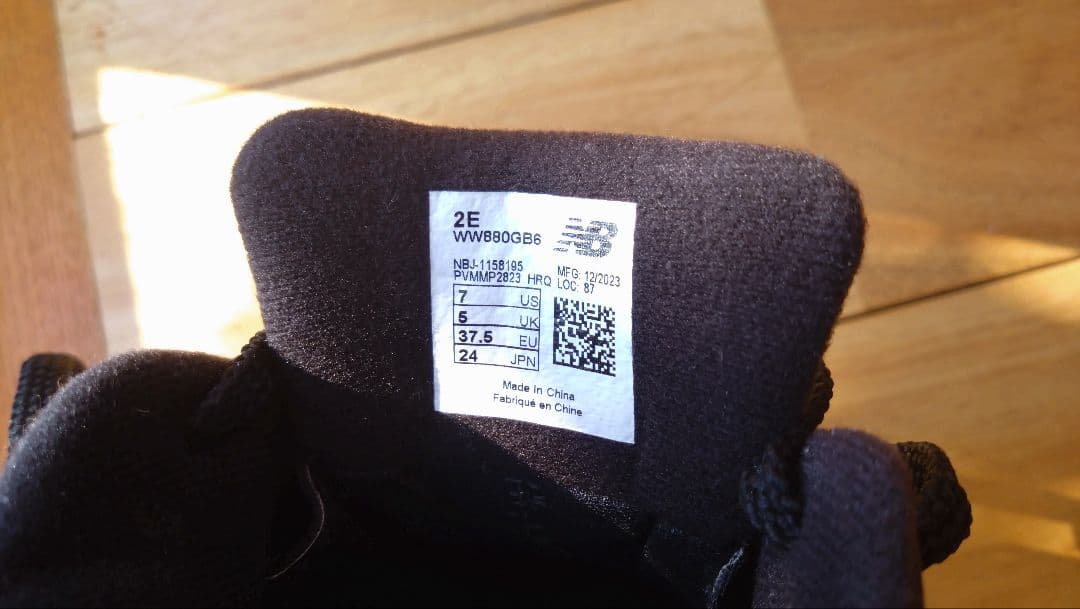 2E
WW880GB6
NB
NBJ-1158195
PVMMP2823 HRQ
MFG: 12/2023
LOC: 87
7 US
5 UK
37.5 EU
24 JPN
Made In China
Fabriqué en Chine